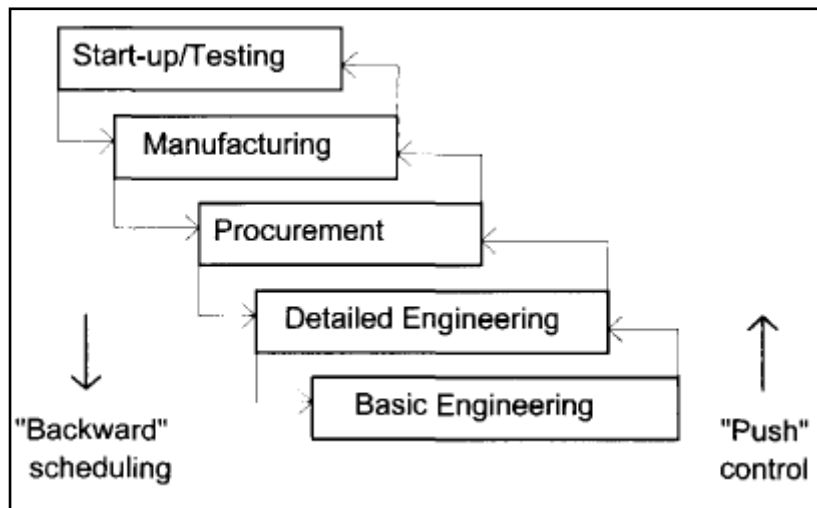 Start-up/Testing
Manufacturing
Procurement
Detailed Engineering
Basic Engineering
"Backward"
scheduling
"Push"
control